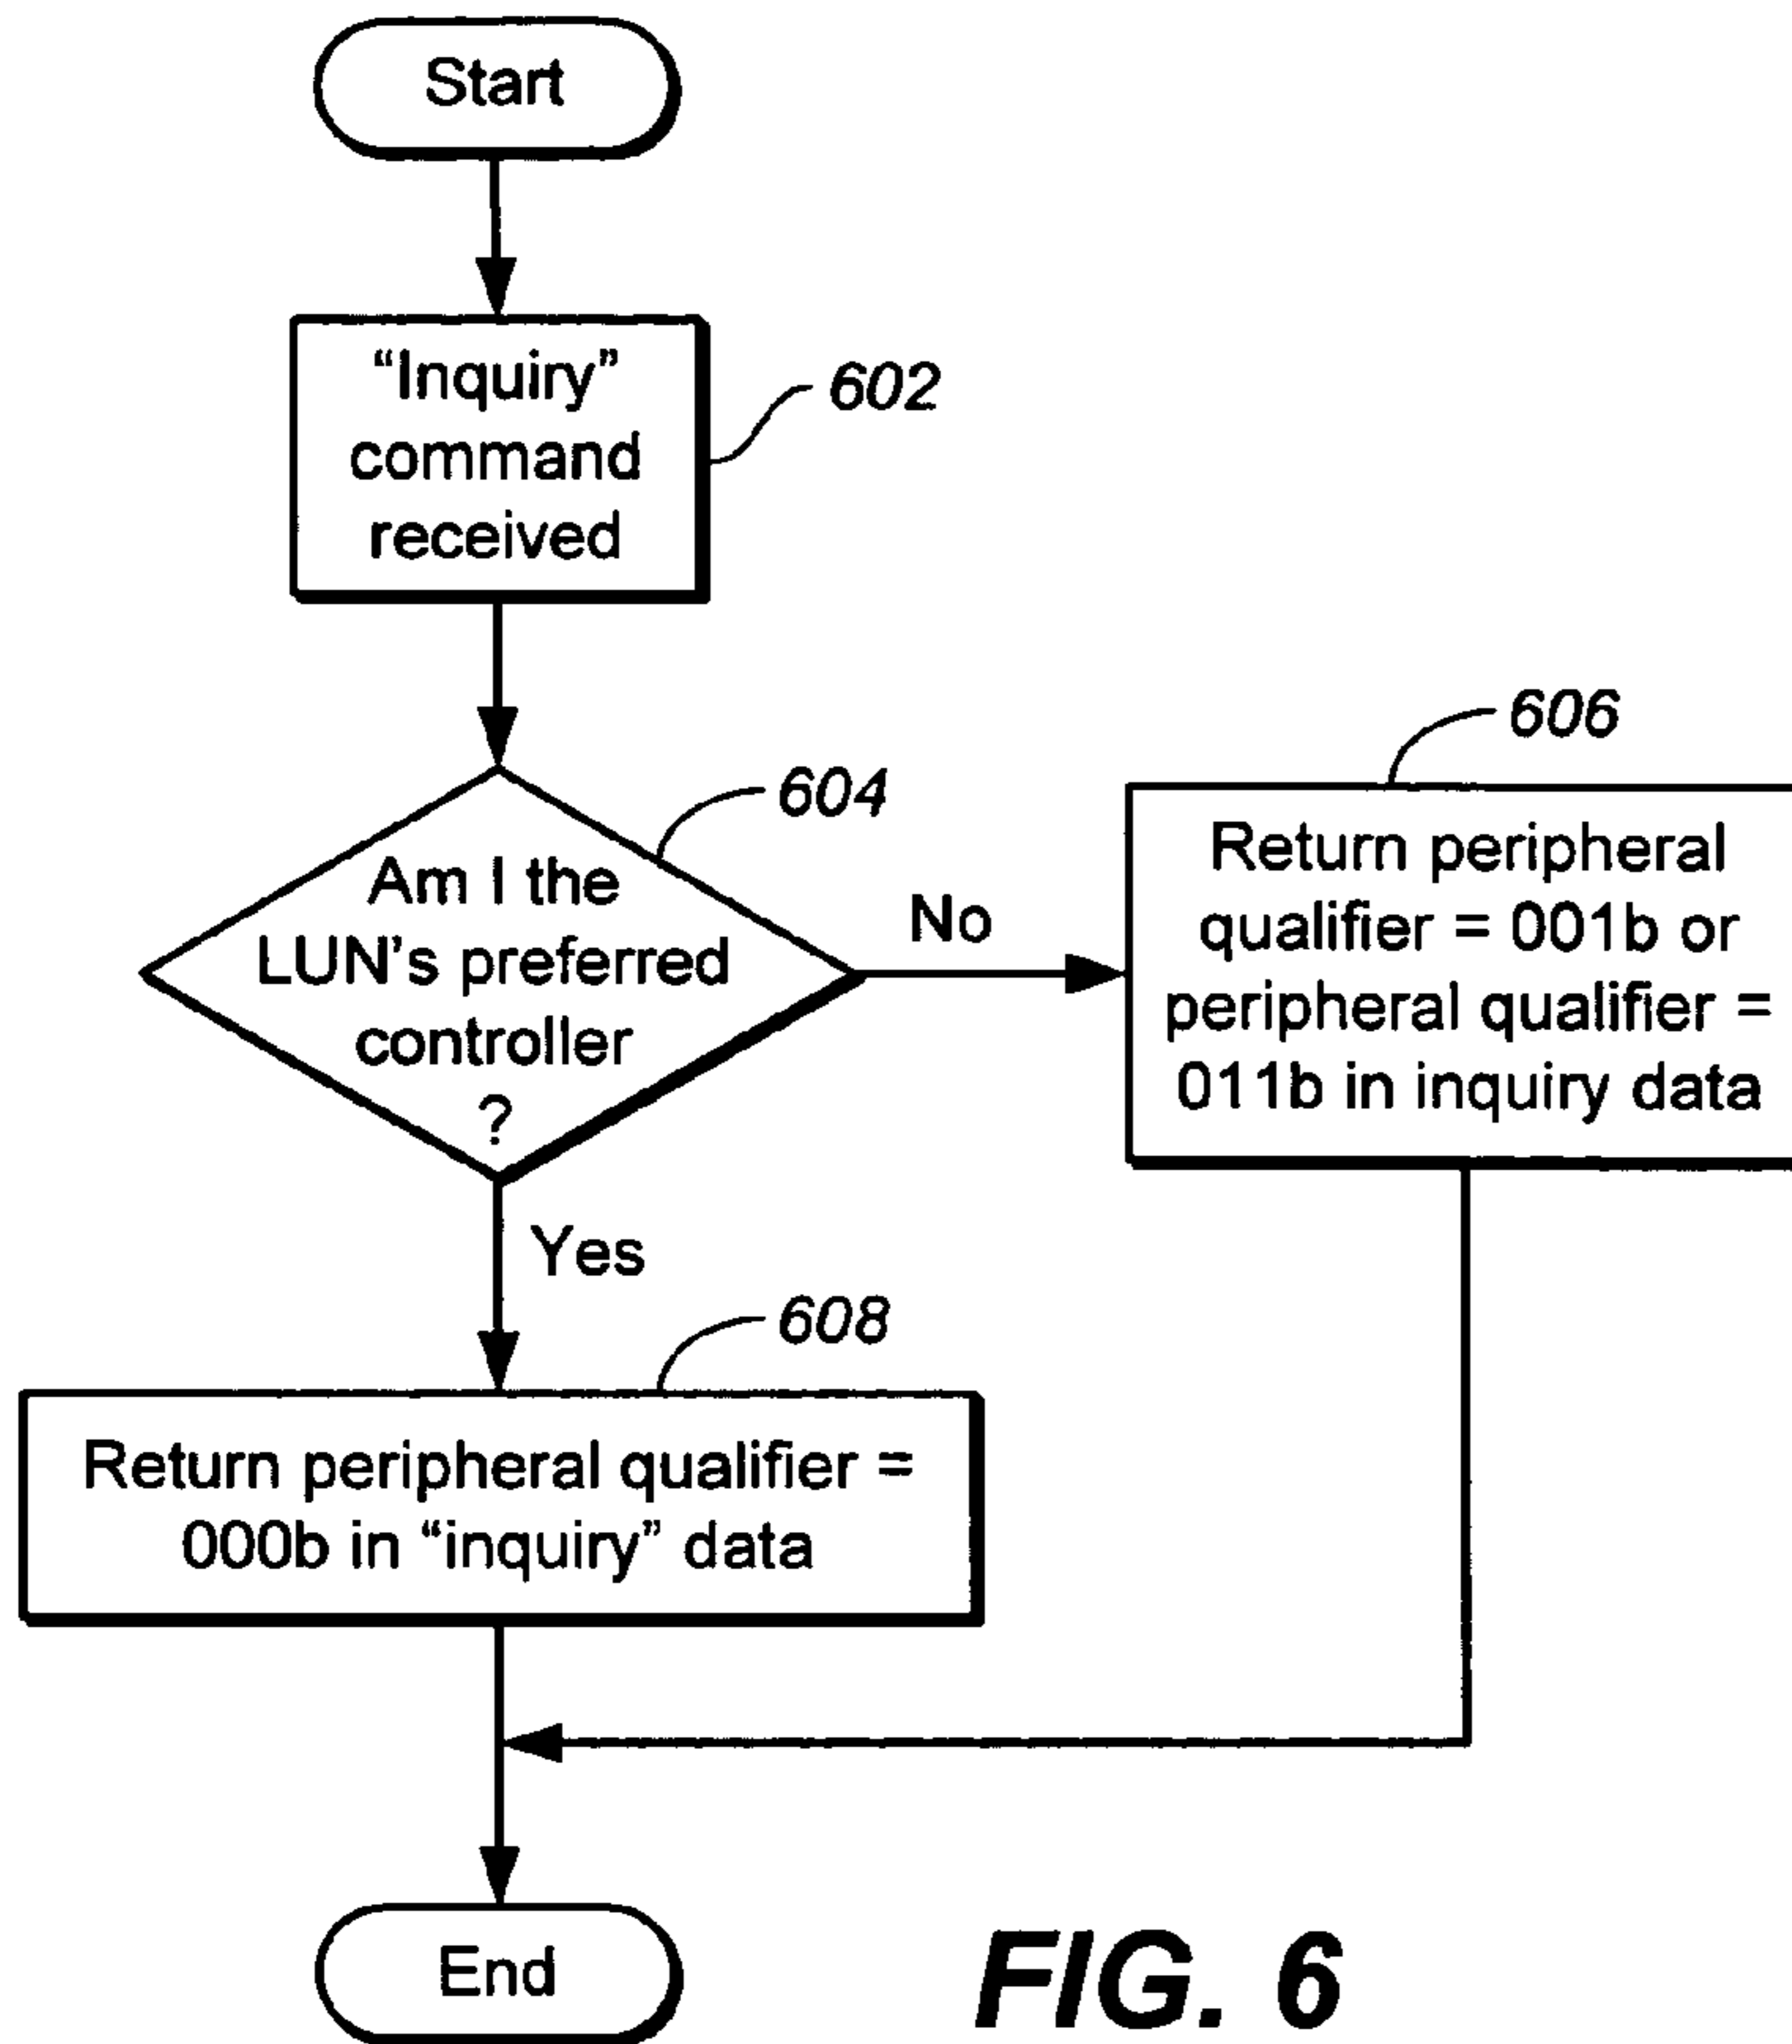 Start
“Inquiry”
command
received
602
604
Am I the
LUN’s preferred
controller
?
No
606
Return peripheral
qualifier = 001b or
peripheral qualifier =
011b in inquiry data
Yes
608
Return peripheral qualifier =
000b in “inquiry” data
End
FIG. 6